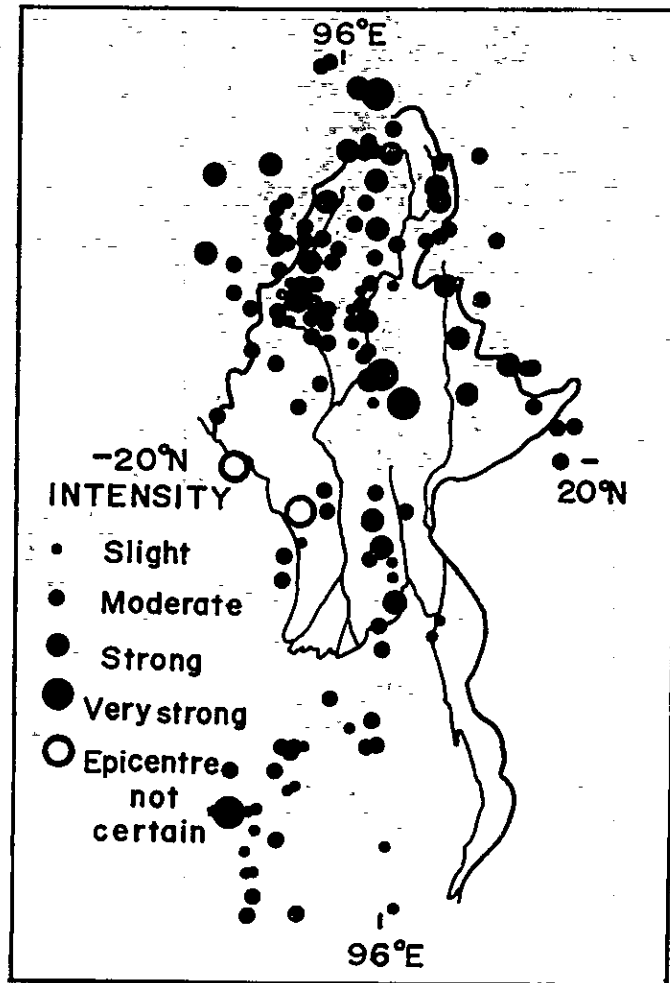 96°E
-20°N
20°N
INTENSITY
Slight
Moderate
Strong
Very strong
Epicentre
not
certain
96°E